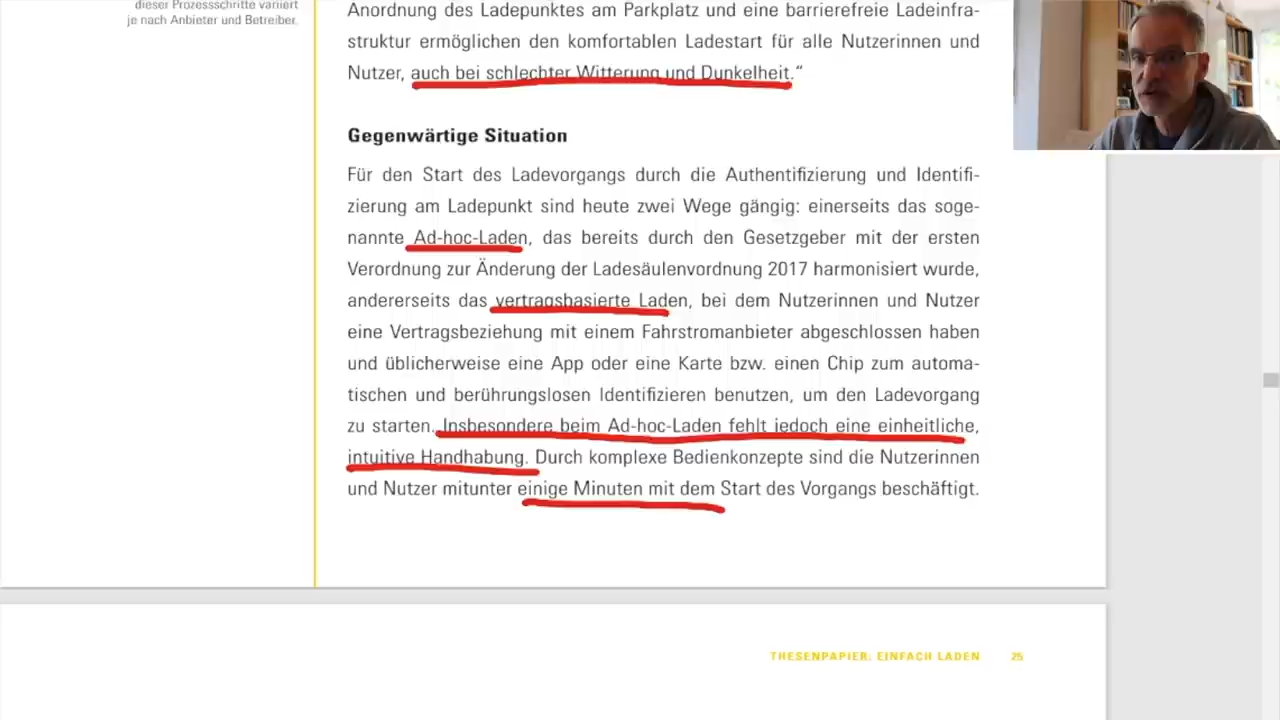 dieser Prozessschritte variiert
je nach Anbieter und Betreiber.
Anordnung des Ladepunktes am Parkplatz und eine barrierefreie Ladeinfra-
struktur ermöglichen den komfortablen Ladestart für alle Nutzerinnen und
Nutzer, auch bei schlechter Witterung und Dunkelheit.“
Gegenwärtige Situation
Für den Start des Ladevorgangs durch die Authentifizierung und Identifi-
zierung am Ladepunkt sind heute zwei Wege gängig: einerseits das soge-
nannte Ad-hoc-Laden, das bereits durch den Gesetzgeber mit der ersten
Verordnung zur Änderung der Ladesäulenvordnung 2017 harmonisiert wurde,
andererseits das vertragsbasierte Laden, bei dem Nutzerinnen und Nutzer
eine Vertragsbeziehung mit einem Fahrstromanbieter abgeschlossen haben
und üblicherweise eine App oder eine Karte bzw. einen Chip zum automa-
tischen und berührungslosen Identifizieren benutzen, um den Ladevorgang
zu starten. Insbesondere beim Ad-hoc-Laden fehlt jedoch eine einheitliche,
intuitive Handhabung. Durch komplexe Bedienkonzepte sind die Nutzerinnen
und Nutzer mitunter einige Minuten mit dem Start des Vorgangs beschäftigt.
THESENPAPIER: EINFACH LADEN 25